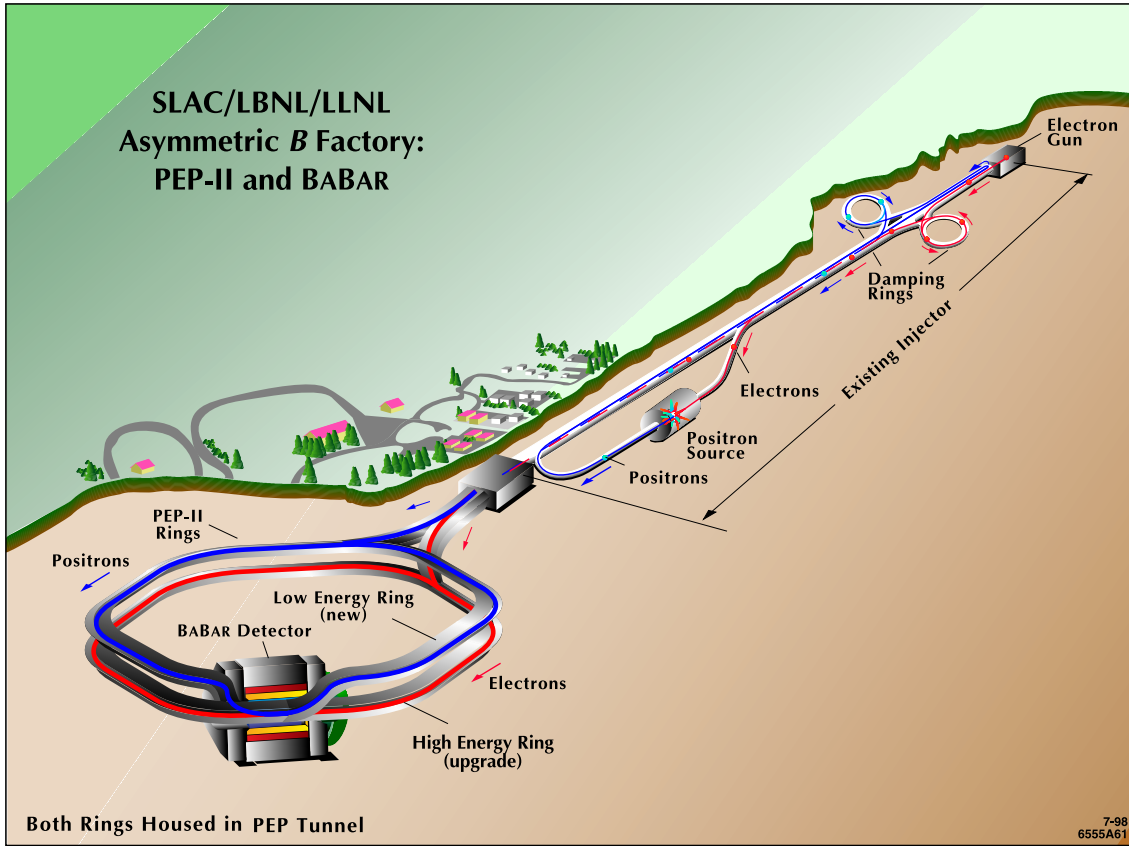 SLAC/LBNL/LLNL
Asymmetric B Factory:
PEP-II and BABAR
Electron
Gun
Damping
Rings
Existing Injector
Electrons
Positron
Source
Positrons
PEP-II
Rings
Positrons
Low Energy Ring
(new)
BABAR Detector
Electrons
High Energy Ring
(upgrade)
Both Rings Housed in PEP Tunnel
7-98
6555A61